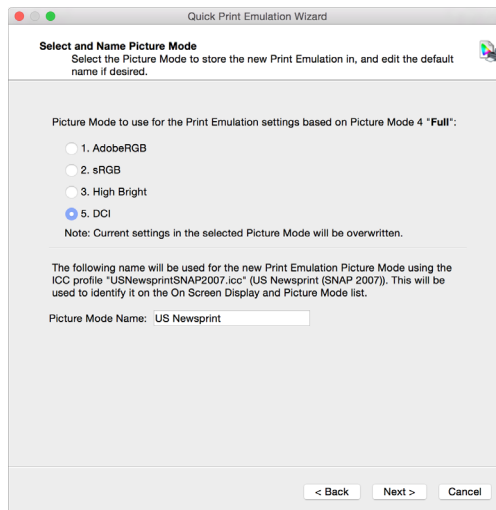 Quick Print Emulation Wizard
Select and Name Picture Mode
Select the Picture Mode to store the new Print Emulation in, and edit the default
name if desired.
Picture Mode to use for the Print Emulation settings based on Picture Mode 4 "Full":
1. AdobeRGB
2. sRGB
3. High Bright
5. DCI
Note: Current settings in the selected Picture Mode will be overwritten.
The following name will be used for the new Print Emulation Picture Mode using the
ICC profile "USNewsprintSNAP2007.icc" (US Newsprint (SNAP 2007)). This will be
used to identify it on the On Screen Display and Picture Mode list.
Picture Mode Name: US Newsprint
< Back Next > Cancel